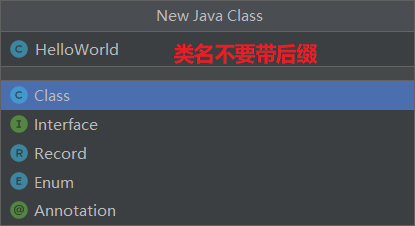 New Java Class
C HelloWorld 类名不要带后缀
C Class
I Interface
R Record
E Enum
@ Annotation